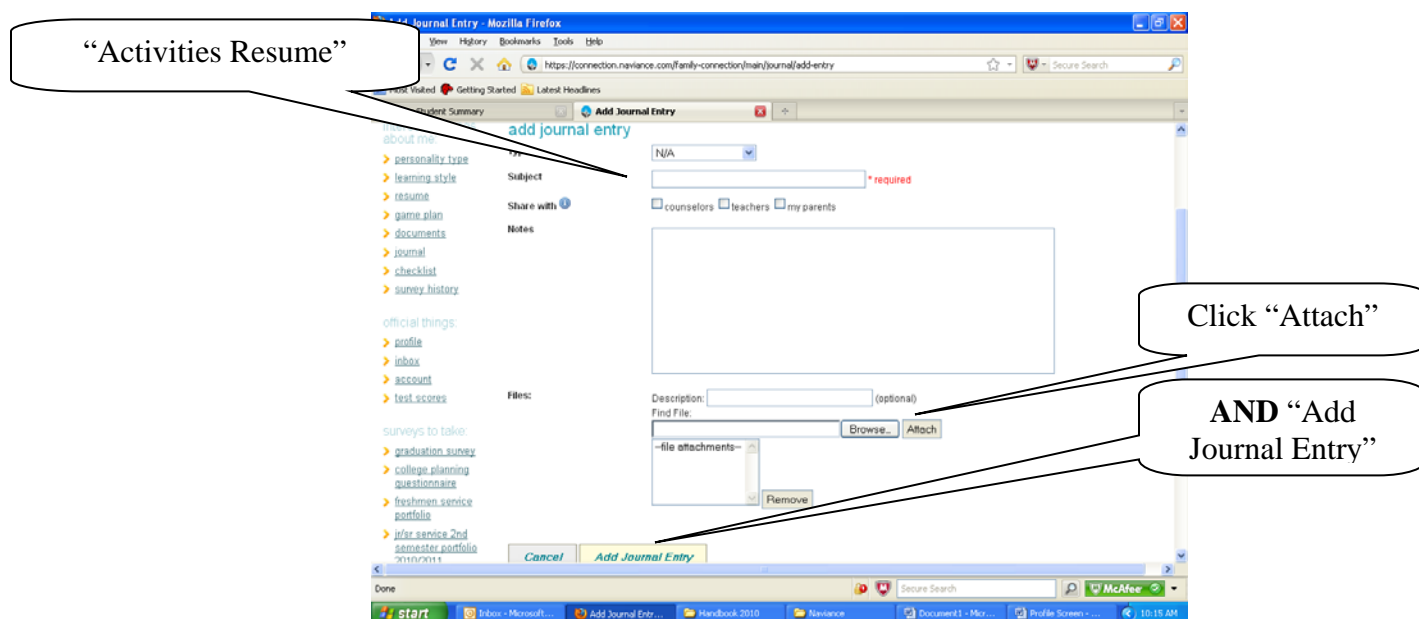 Add Journal Entry - Mozilla Firefox
“Activities Resume”
View History Bookmarks Tools Help
https://connection.naviance.com/family-connection/main/journal/add-entry
Secure Search
Most Visited Getting Started Latest Headlines
Student Summary
Add Journal Entry
about me:
add journal entry
N/A
personality type
learning style
resume
game plan
documents
journal
checklist
survey history
official things:
profile
inbox
account
test scores
surveys to take:
graduation survey
college planning
questionnaire
freshmen service
portfolio
jr/sr service 2nd
semester portfolio
2010/2011
Subject
* required
Share with
counselors teachers my parents
Notes
Click “Attach”
Files:
Description: (optional)
Find File:
Browse... Attach
--file attachments--
Remove
AND “Add
Journal Entry”
Cancel Add Journal Entry
Done
Secure Search
McAfee
start
Inbox - Microsoft...
Add Journal Entr...
Handbook 2010
Naviance
Document1 - Micr...
Profile Screen - ...
10:15 AM